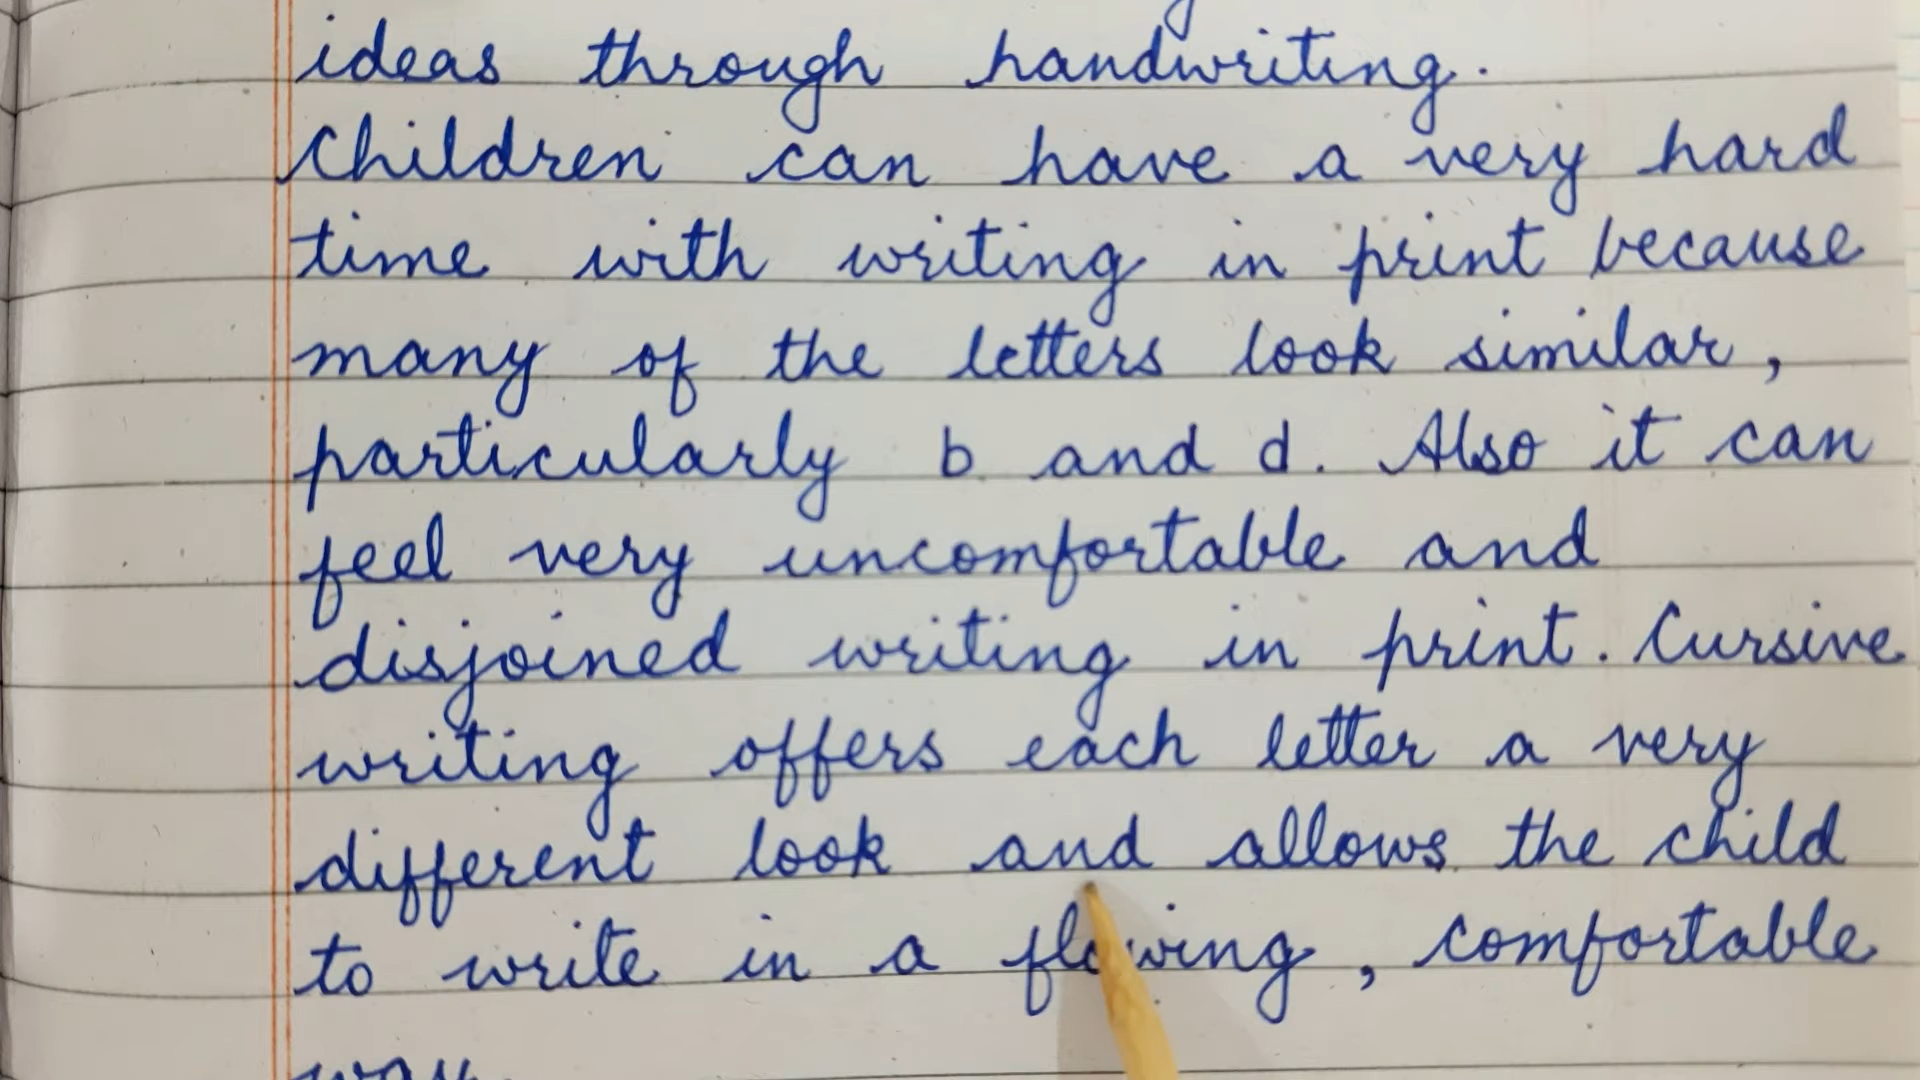 ideas through handwriting.
Children can have a very hard
time with writing in print because
many of the letters look similar,
particularly b and d. Also it can
feel very uncomfortable and
disjoined writing in print. Cursive
writing offers each letter a very
different look and allows the child
to write in a flowing, comfortable
way.